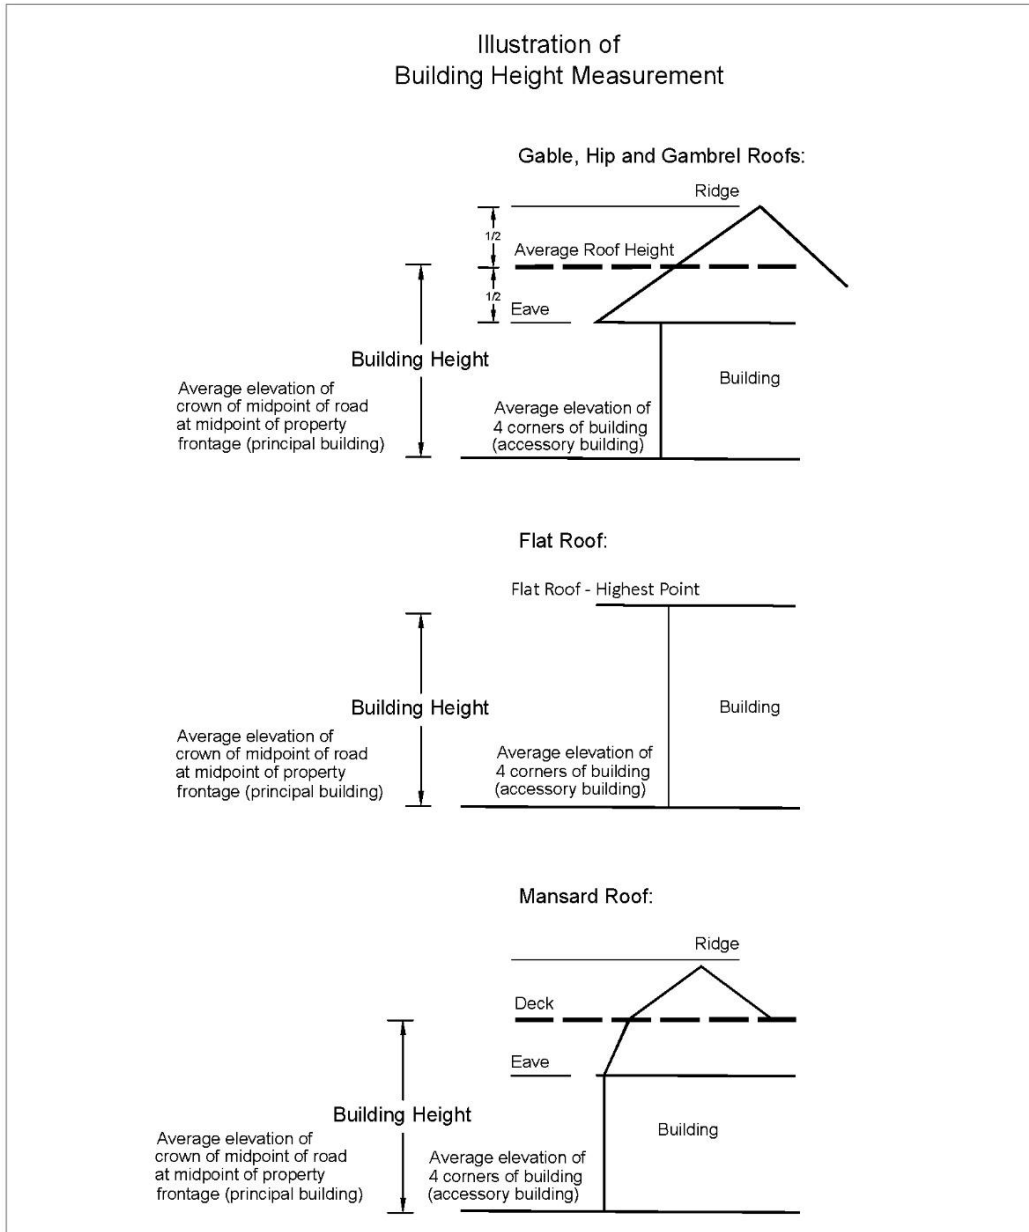 Illustration of
Building Height Measurement
Gable, Hip and Gambrel Roofs:
Ridge
1/2
Average Roof Height
1/2
Eave
Building Height
Building
Average elevation of
crown of midpoint of road
at midpoint of property
frontage (principal building)
Average elevation of
4 corners of building
(accessory building)
Flat Roof:
Flat Roof - Highest Point
Building Height
Building
Average elevation of
crown of midpoint of road
at midpoint of property
frontage (principal building)
Average elevation of
4 corners of building
(accessory building)
Mansard Roof:
Ridge
Deck
Eave
Building Height
Building
Average elevation of
crown of midpoint of road
at midpoint of property
frontage (principal building)
Average elevation of
4 corners of building
(accessory building)